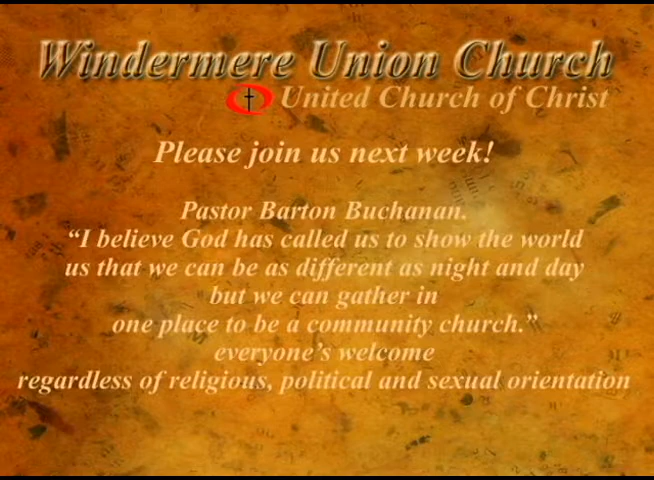 Windermere Union Church
United Church of Christ
Please join us next week!
Pastor Barton Buchanan.
“I believe God has called us to show the world
us that we can be as different as night and day
but we can gather in
one place to be a community church.”
everyone’s welcome
regardless of religious, political and sexual orientation